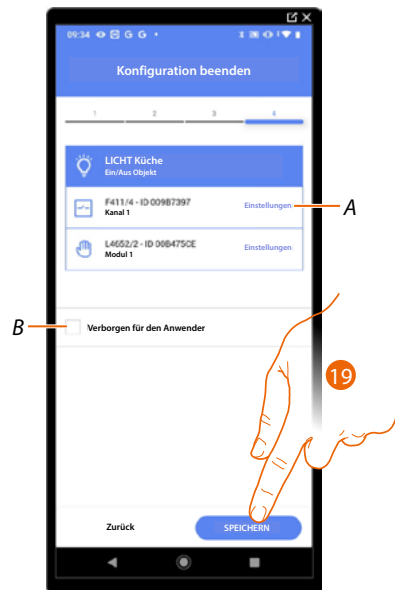 09:34 G G
Konfiguration beenden
1 2 3 4
LICHT Küche
Ein/Aus Objekt
F411/4 - ID 009B7397
Kanal 1
Einstellungen
A
L4652/2 - ID 00B475CE
Modul 1
Einstellungen
B
Verborgen für den Anwender
19
Zurück
SPEICHERN